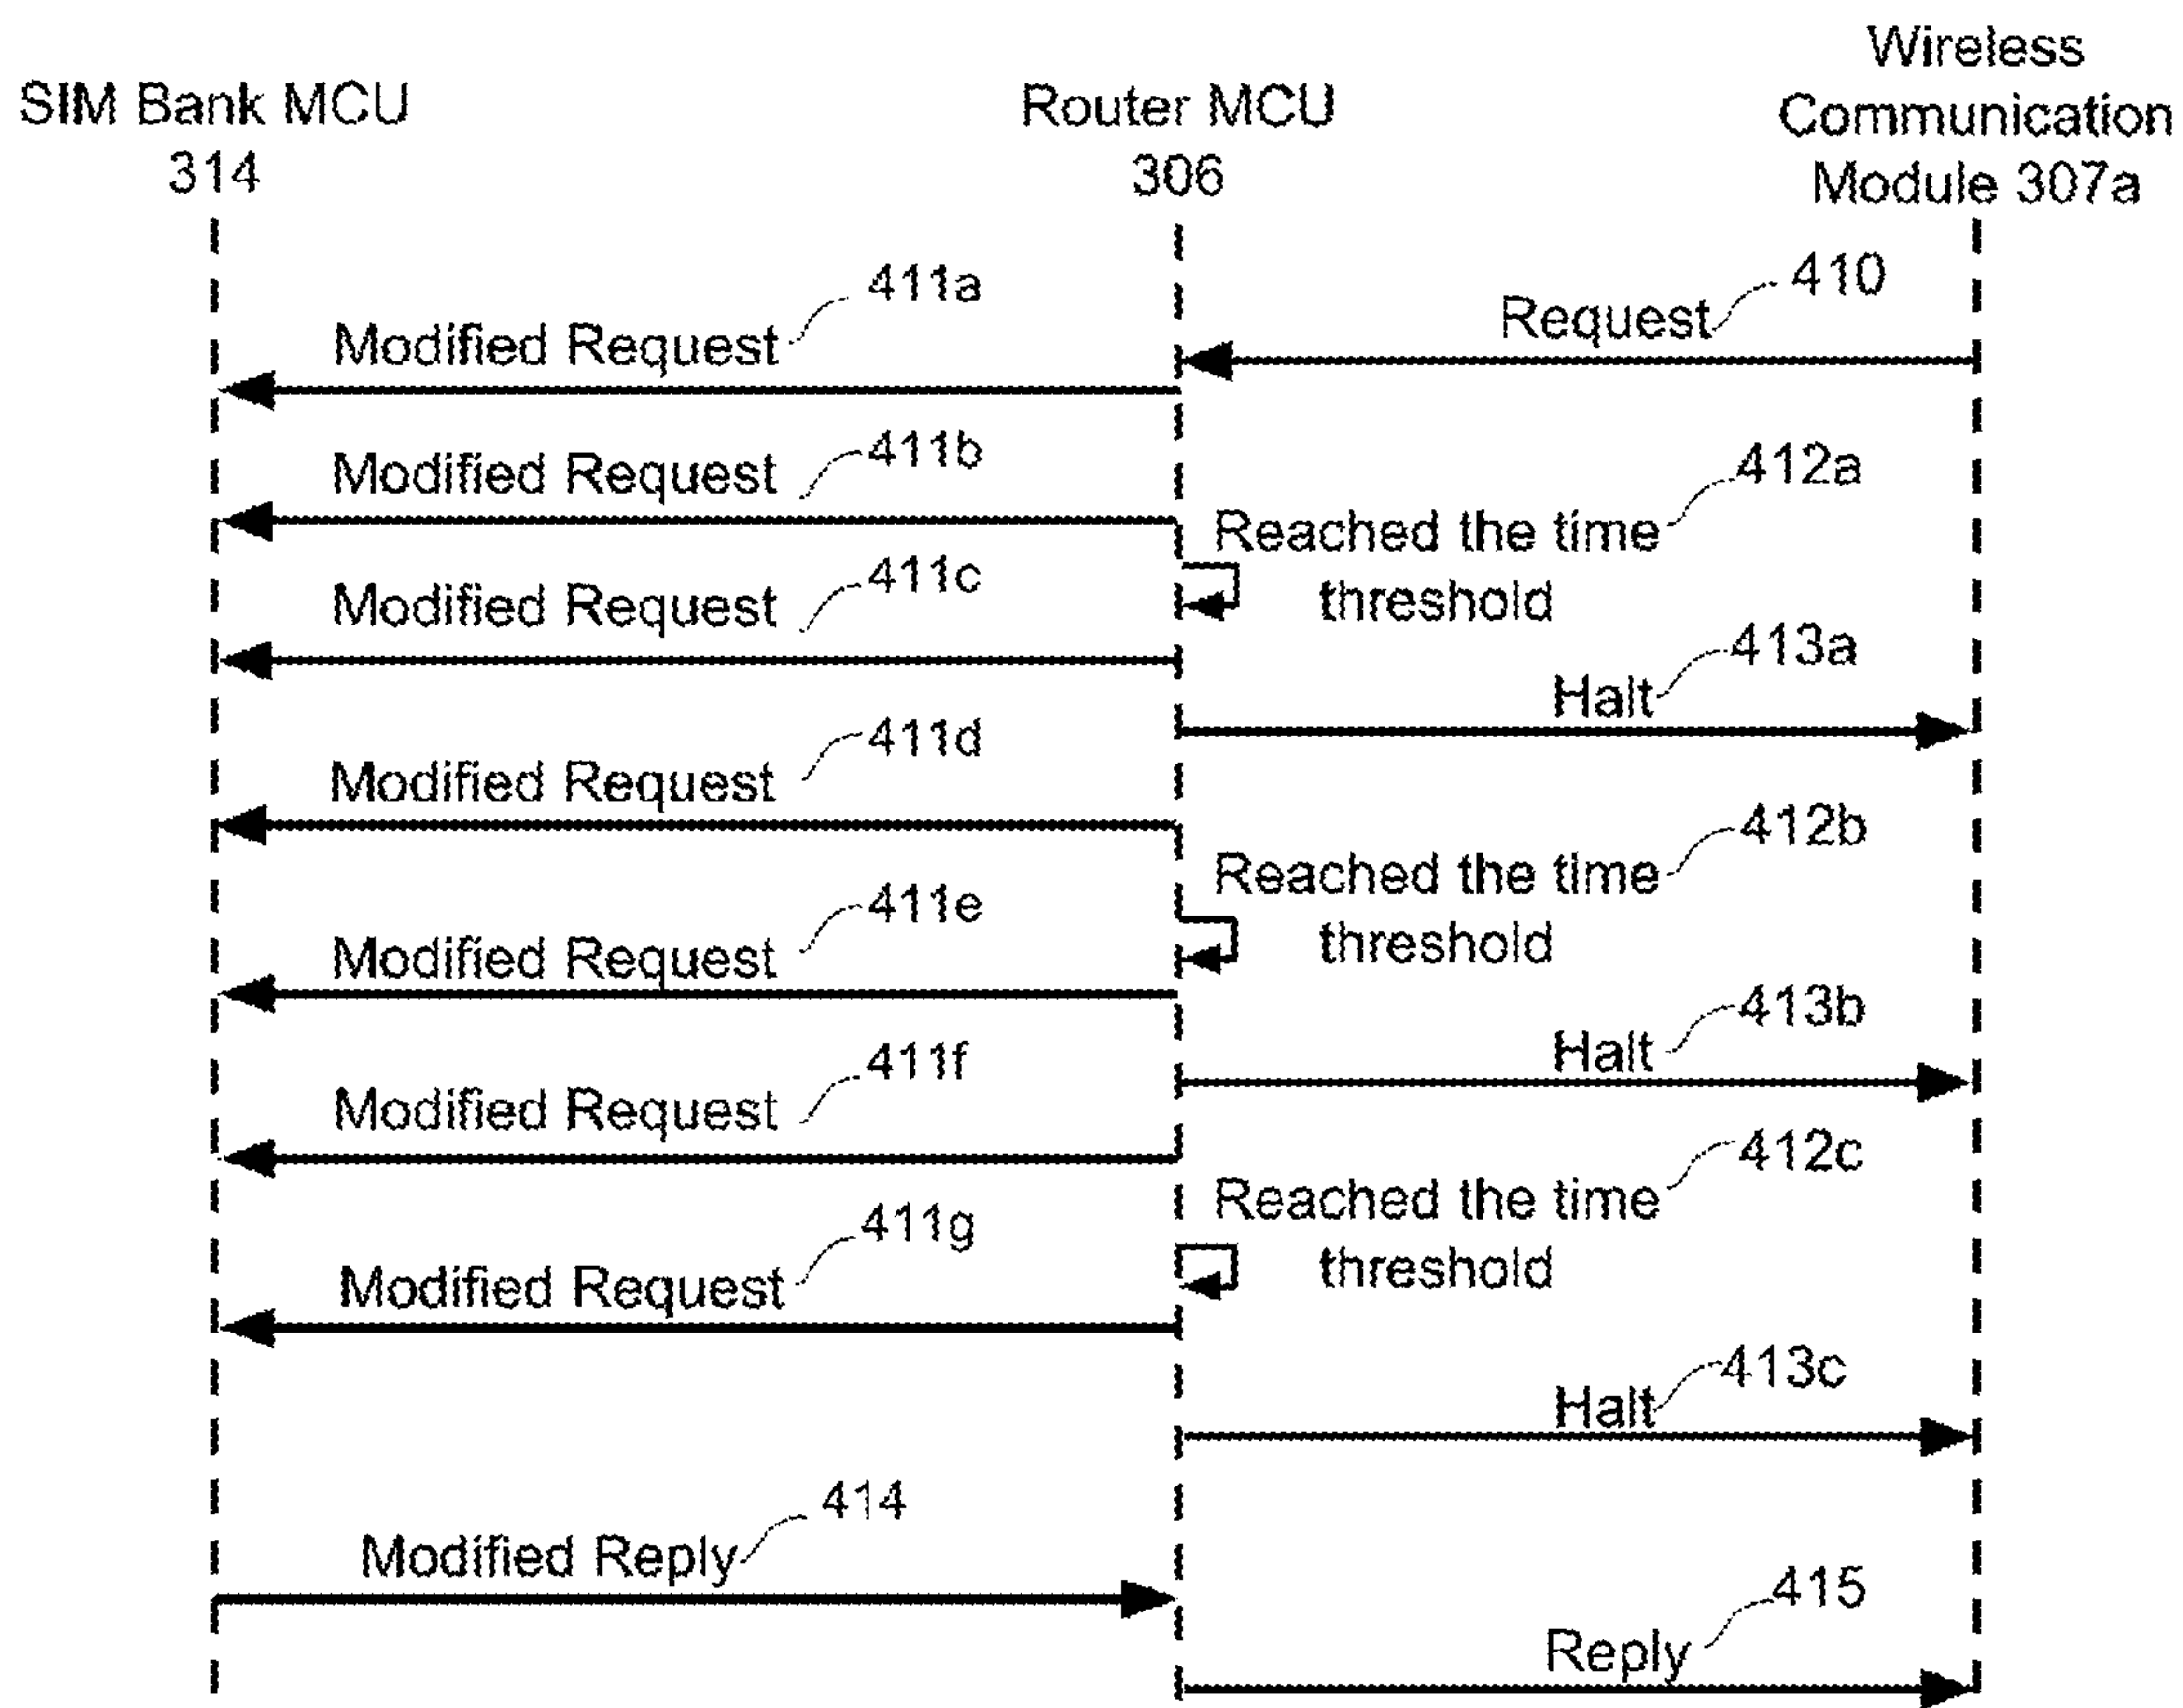 SIM Bank MCU
314
Router MCU
306
Wireless
Communication
Module 307a
411a
Modified Request
410
Request
411b
Modified Request
412a
Reached the time
threshold
411c
Modified Request
413a
Halt
411d
Modified Request
412b
Reached the time
threshold
411e
Modified Request
413b
Halt
411f
Modified Request
412c
Reached the time
threshold
411g
Modified Request
413c
Halt
414
Modified Reply
415
Reply